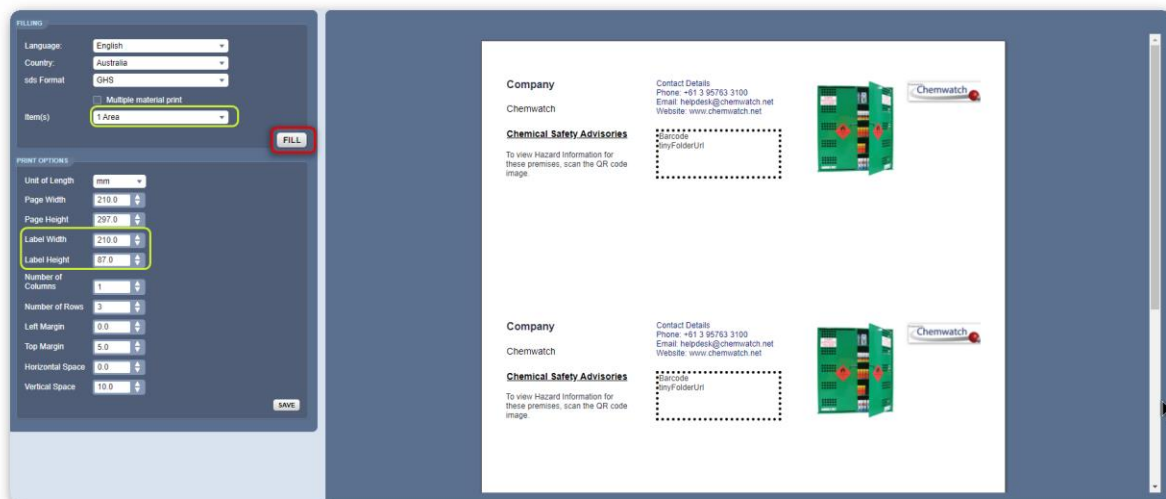 FILLING
Language: English
Country: Australia
sds Format GHS
Multiple material print
Item(s) 1 Area
FILL
PRINT OPTIONS
Unit of Length mm
Page Width 210.0
Page Height 297.0
Label Width 210.0
Label Height 87.0
Number of
Columns 1
Number of Rows 3
Left Margin 0.0
Top Margin 5.0
Horizontal Space 0.0
Vertical Space 10.0
SAVE
Company
Chemwatch
Chemical Safety Advisories
To view Hazard Information for
these premises, scan the QR code
image.
Contact Details
Phone: +61 3 95763 3100
Email: helpdesk@chemwatch.net
Website: www.chemwatch.net
Barcode
tinyFolderUrl
Chemwatch
Company
Chemwatch
Chemical Safety Advisories
To view Hazard Information for
these premises, scan the QR code
image.
Contact Details
Phone: +61 3 95763 3100
Email: helpdesk@chemwatch.net
Website: www.chemwatch.net
Barcode
tinyFolderUrl
Chemwatch